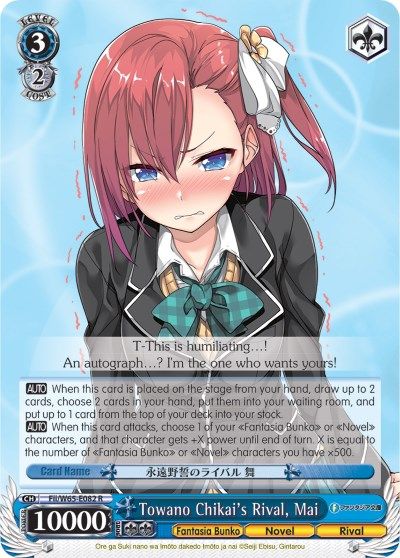 LEVEL
3
2
COST
T-This is humiliating...!
An autograph...? I'm the one who wants yours!
AUTO When this card is placed on the stage from your hand, draw up to 2
cards, choose 2 cards in your hand, put them into your waiting room, and
put up to 1 card from the top of your deck into your stock.
AUTO When this card attacks, choose 1 of your «Fantasia Bunko» or «Novel»
characters, and that character gets +X power until end of turn. X is equal to
the number of «Fantasia Bunko» or «Novel» characters you have ×500.
Card Name 永遠野誓のライバル 舞
CH Fii/W65-E082 R
10000 Towano Chikai's Rival, Mai
Fantasia Bunko Novel Rival
Ore ga Suki nano wa Imōto dakedo Imōto ja nai ©Seiji Ebisu, Gintarou